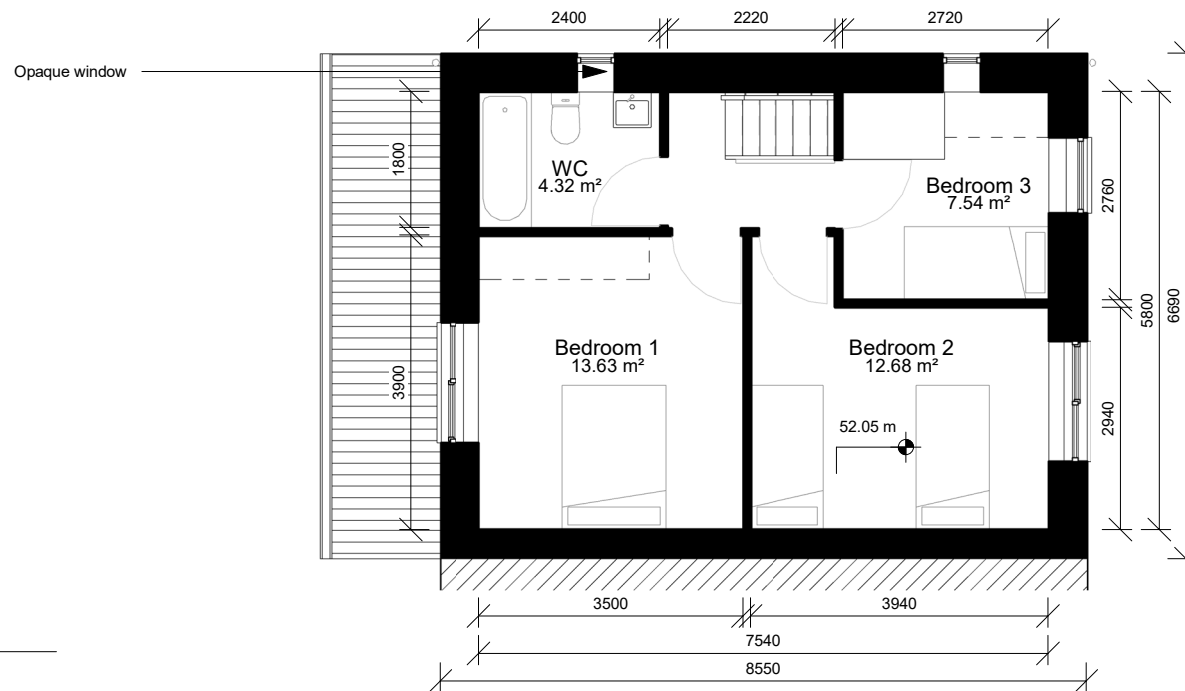 2400
2220
2720
Opaque window
1800
WC
4.32 m²
Bedroom 3
7.54 m²
2760
5800
6690
Bedroom 1
13.63 m²
Bedroom 2
12.68 m²
3900
2940
52.05 m
3500
3940
7540
8550